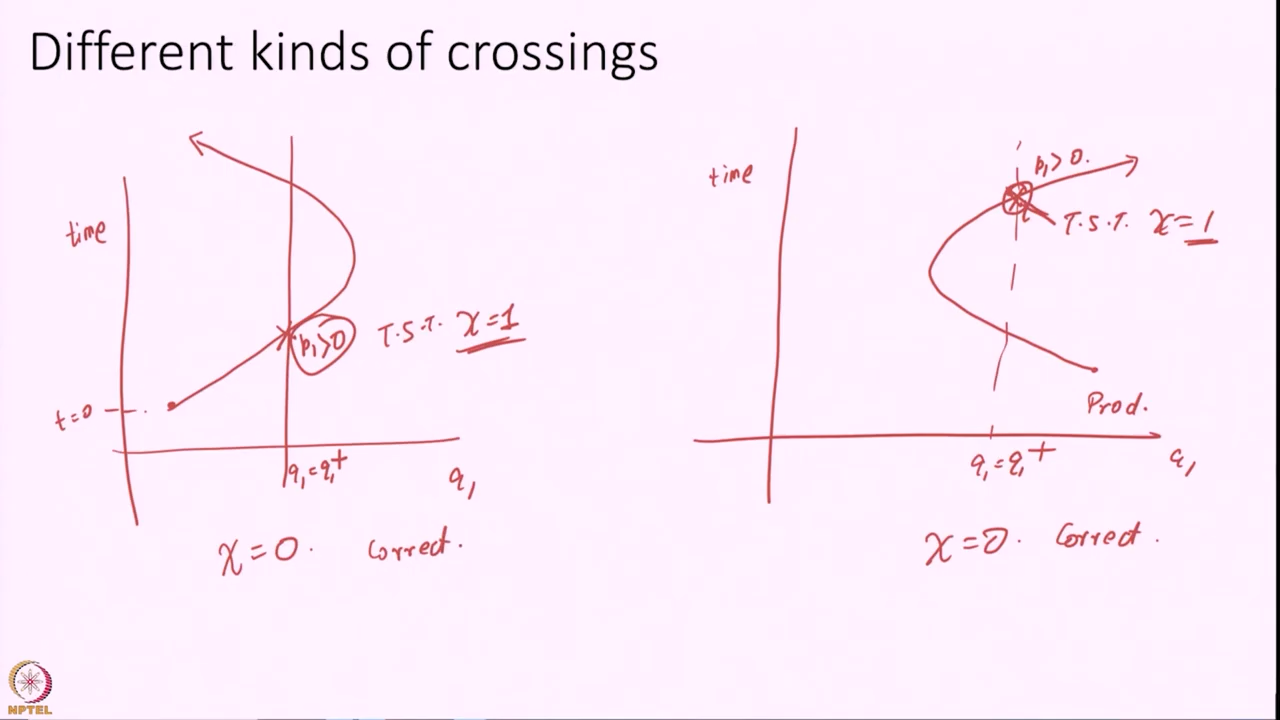 Different kinds of crossings
time
t=0
p₁>0
T.S.T. χ=1
q₁=q₁‡
q₁
χ=0. Correct.
time
p₁>0.
T.S.T. χ=1
Prod.
q₁=q₁‡
q₁
χ=0. Correct.
NPTEL